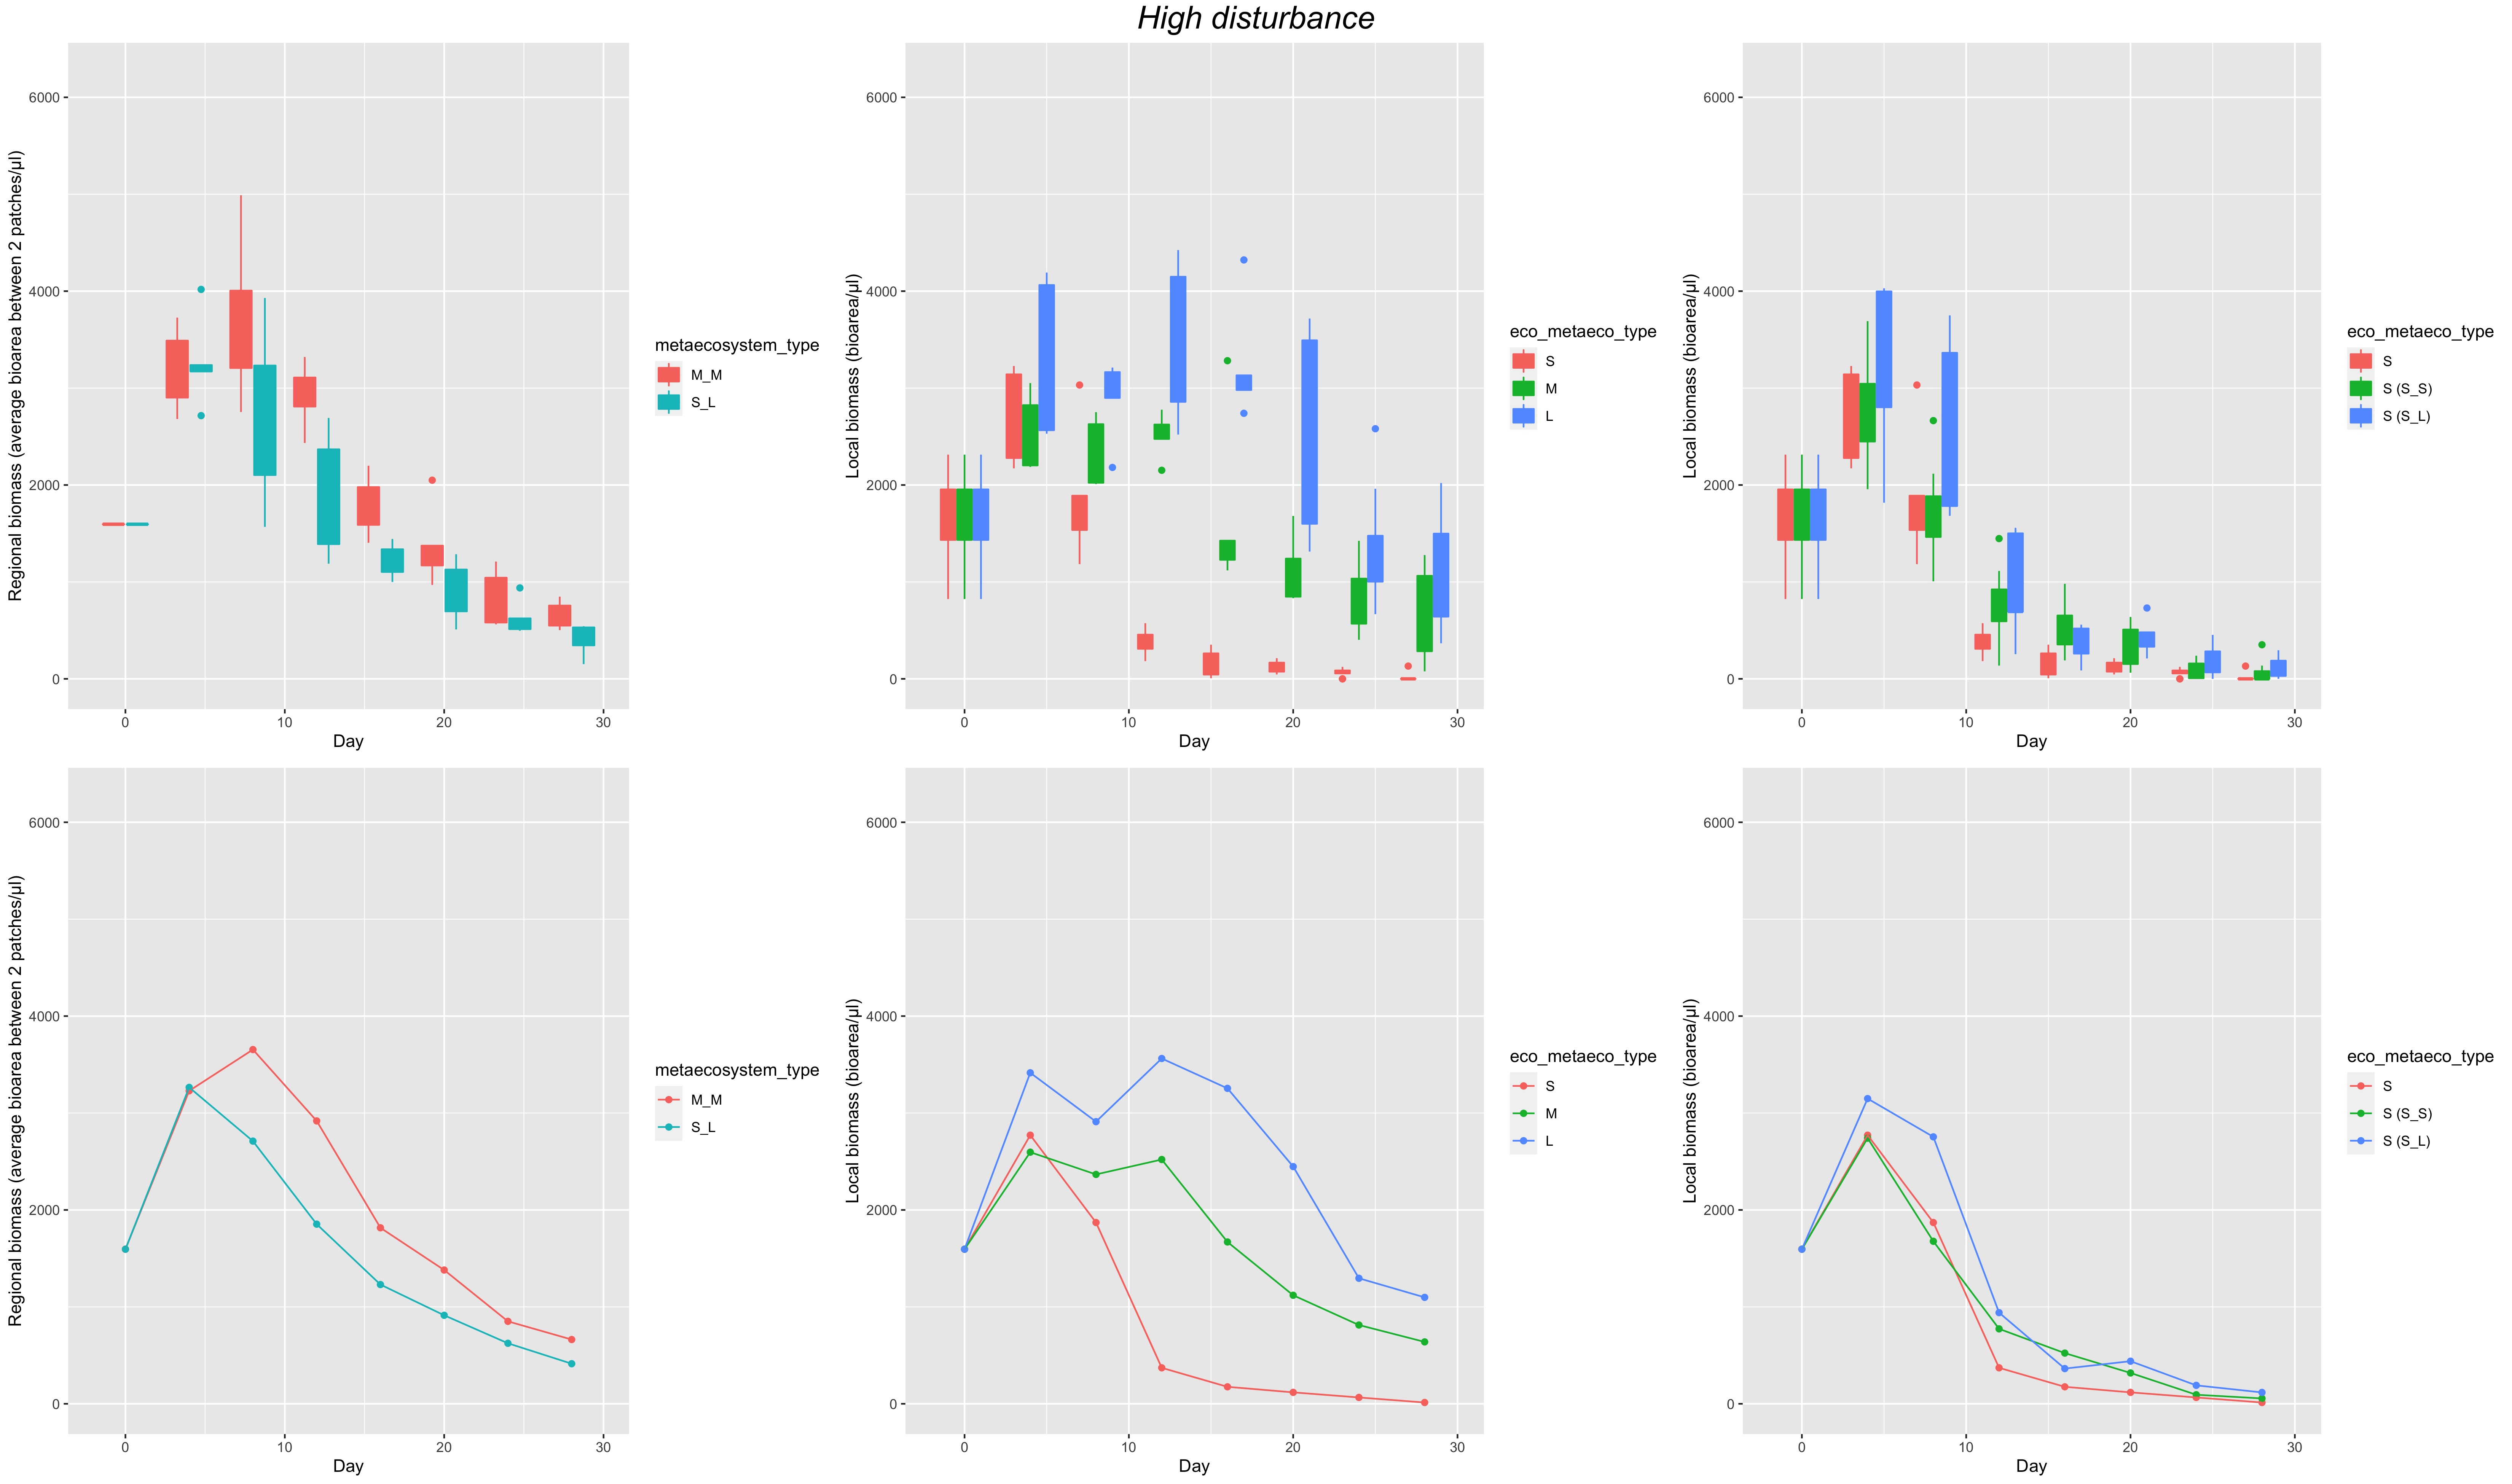 High disturbance
Regional biomass (average bioarea between 2 patches/µl)
6000
4000
2000
0
0 10 20 30
Day
metaecosystem_type
M_M
S_L
Local biomass (bioarea/µl)
6000
4000
2000
0
0 10 20 30
Day
eco_metaeco_type
S
M
L
Local biomass (bioarea/µl)
6000
4000
2000
0
0 10 20 30
Day
eco_metaeco_type
S
S (S_S)
S (S_L)
Regional biomass (average bioarea between 2 patches/µl)
6000
4000
2000
0
0 10 20 30
Day
metaecosystem_type
M_M
S_L
Local biomass (bioarea/µl)
6000
4000
2000
0
0 10 20 30
Day
eco_metaeco_type
S
M
L
Local biomass (bioarea/µl)
6000
4000
2000
0
0 10 20 30
Day
eco_metaeco_type
S
S (S_S)
S (S_L)